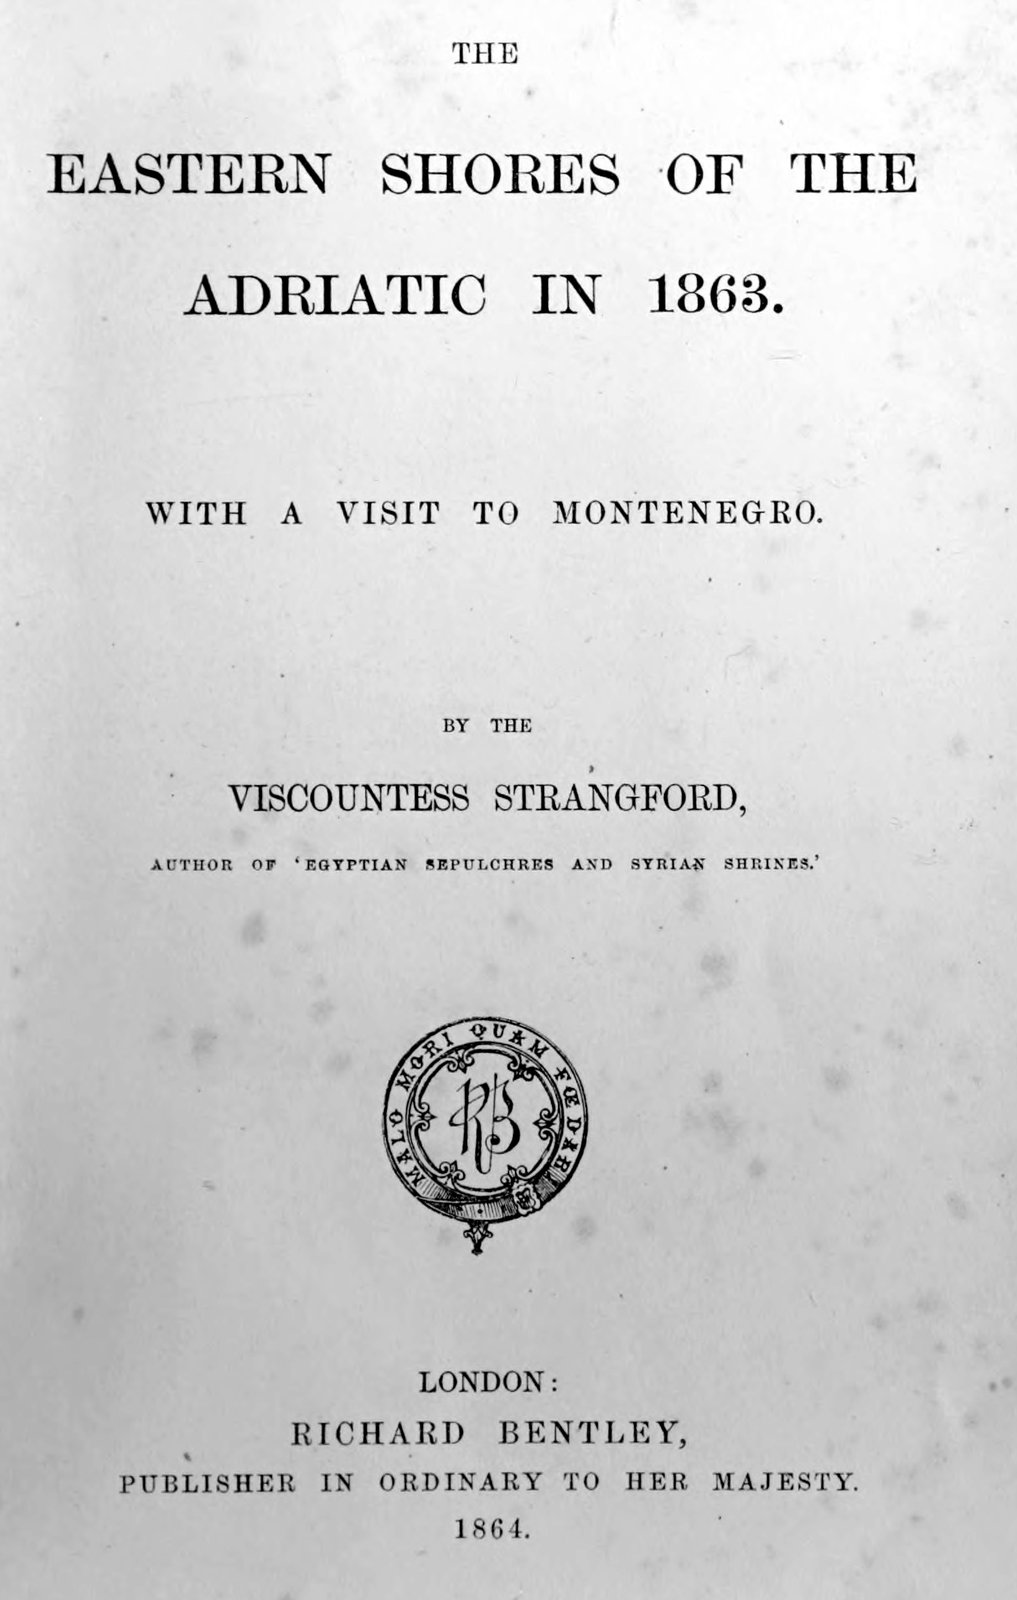 THE
EASTERN SHORES OF THE
ADRIATIC IN 1863.
WITH A VISIT TO MONTENEGRO.
BY THE
VISCOUNTESS STRANGFORD,
AUTHOR OF 'EGYPTIAN SEPULCHRES AND SYRIAN SHRINES.'
MALO MORI QUAM FŒDARI
RB
LONDON:
RICHARD BENTLEY,
PUBLISHER IN ORDINARY TO HER MAJESTY.
1864.